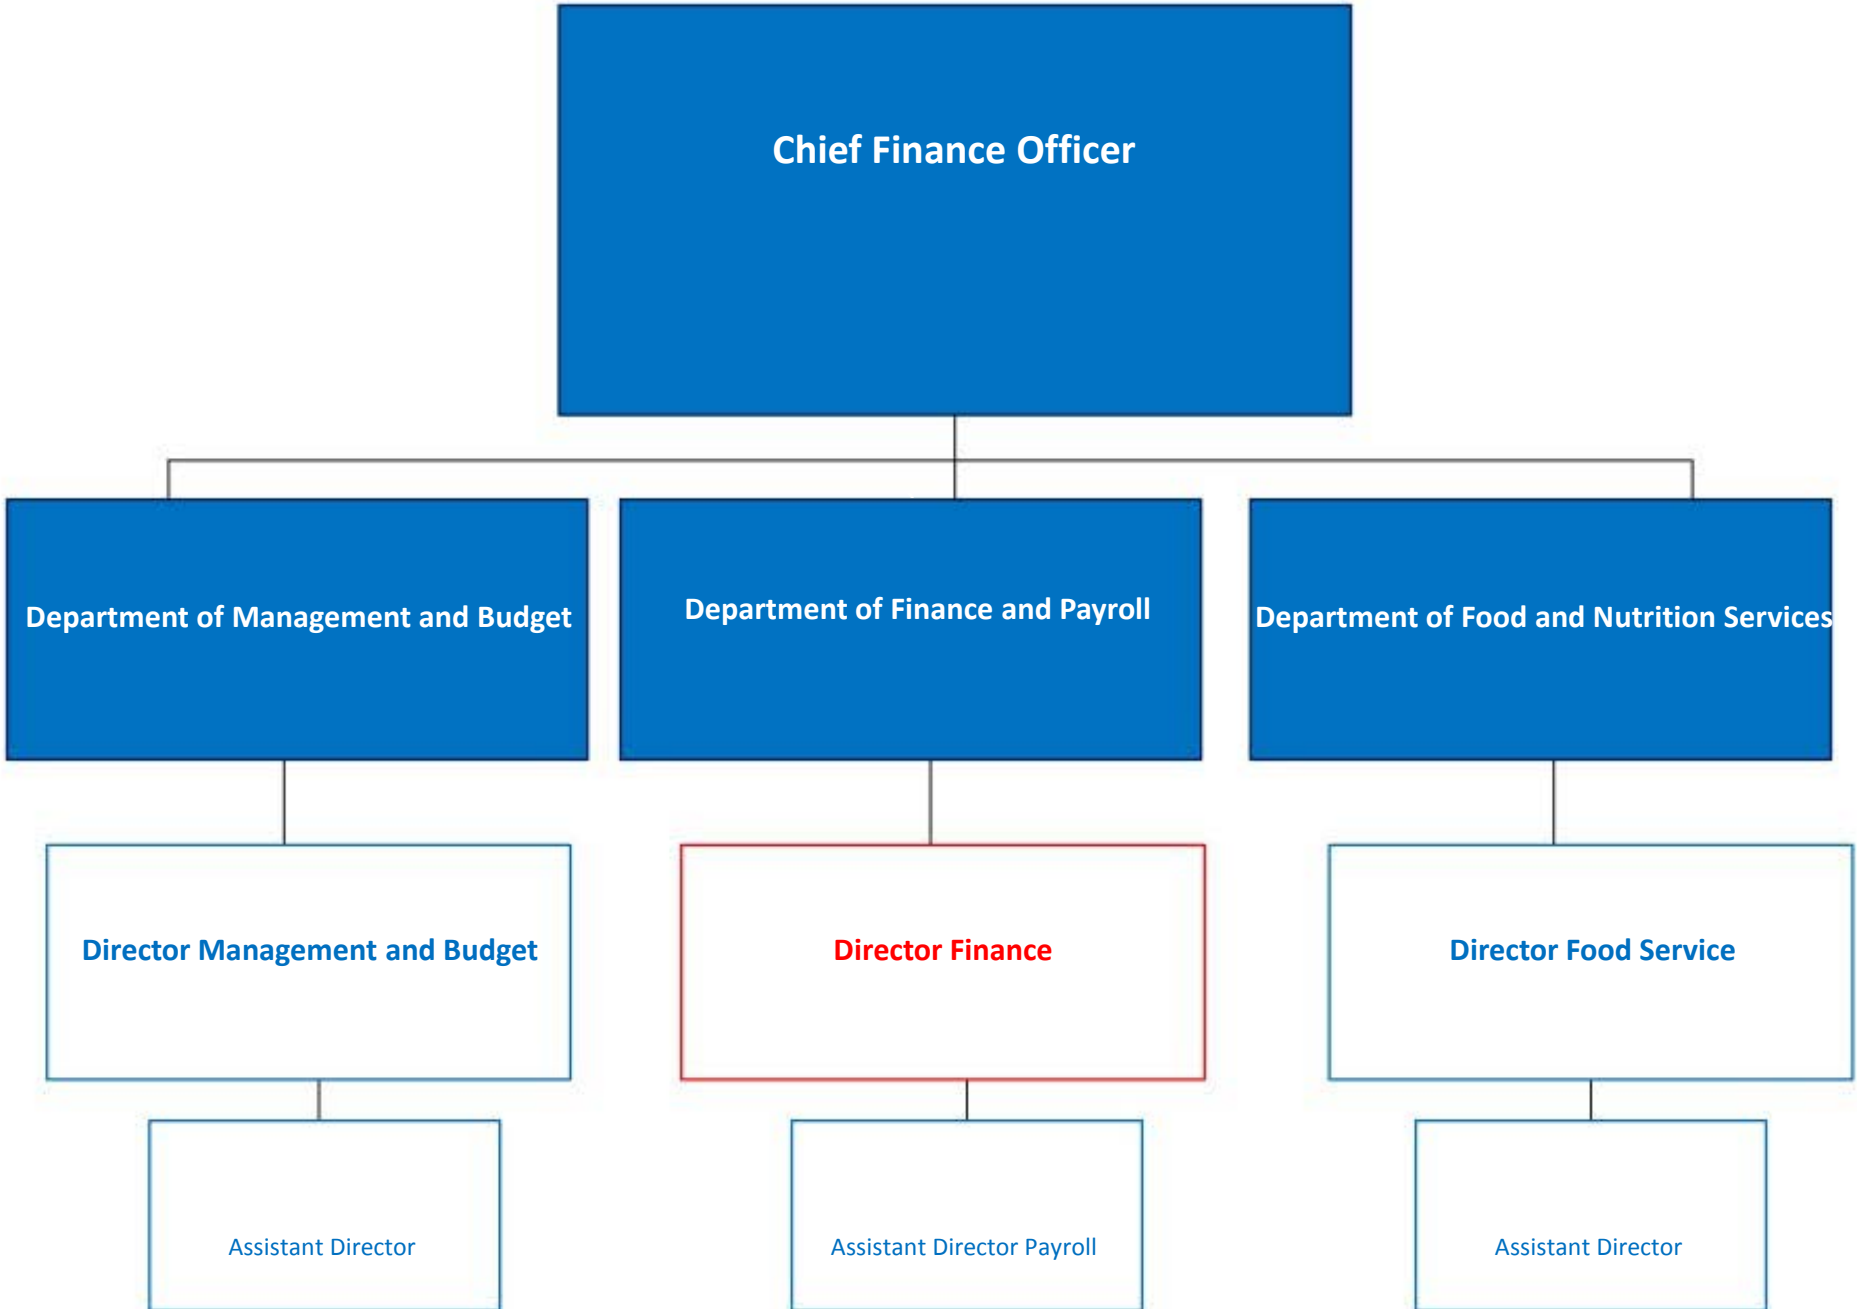 Chief Finance Officer
Department of Management and Budget
Department of Finance and Payroll
Department of Food and Nutrition Services
Director Management and Budget
Director Finance
Director Food Service
Assistant Director
Assistant Director Payroll
Assistant Director